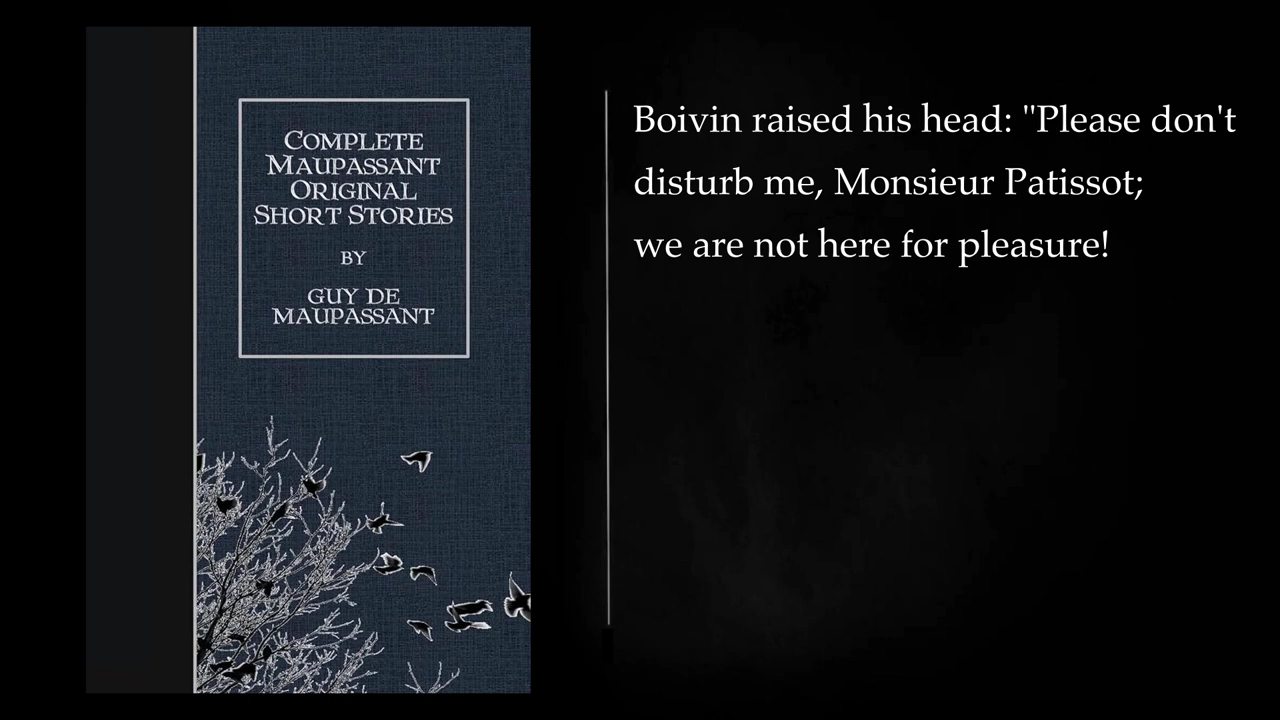 COMPLETE
MAUPASSANT
ORIGINAL
SHORT STORIES
BY
GUY DE
MAUPASSANT
Boivin raised his head: "Please don't
disturb me, Monsieur Patissot;
we are not here for pleasure!